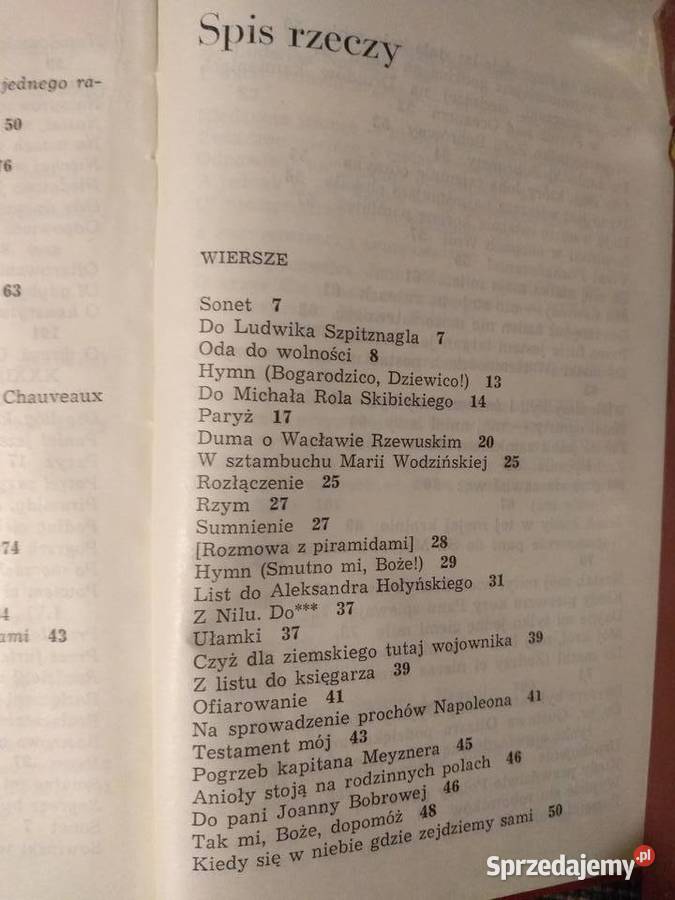 jednego ra-
50
76
63
Chauveaux
74
4
ami 43
Spis rzeczy
WIERSZE
Sonet 7
Do Ludwika Szpitznagla 7
Oda do wolności 8
Hymn (Bogarodzico, Dziewico!) 13
Do Michała Rola Skibickiego 14
Paryż 17
Duma o Wacławie Rzewuskim 20
W sztambuchu Marii Wodzińskiej 25
Rozłączenie 25
Rzym 27
Sumnienie 27
[Rozmowa z piramidami] 28
Hymn (Smutno mi, Boże!) 29
List do Aleksandra Hołyńskiego 31
Z Nilu. Do*** 37
Ułamki 37
Czyż dla ziemskiego tutaj wojownika 39
Z listu do księgarza 39
Ofiarowanie 41
Na sprowadzenie prochów Napoleona 41
Testament mój 43
Pogrzeb kapitana Meyznera 45
Anioły stoją na rodzinnych polach 46
Do pani Joanny Bobrowej 46
Tak mi, Boże, dopomóż 48
Kiedy się w niebie gdzie zejdziemy sami 50
Sprzedajemy.pl